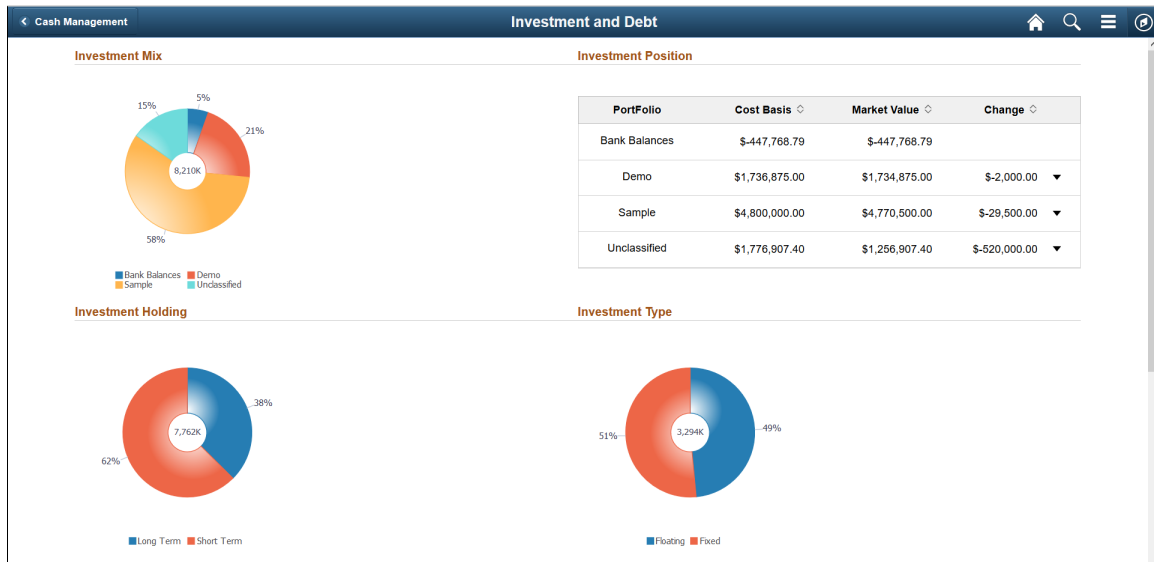 Cash Management
Investment and Debt
Investment Mix
15%
5%
21%
8,210K
58%
Bank Balances Demo
Sample Unclassified
Investment Position
PortFolio Cost Basis Market Value Change
Bank Balances $-447,768.79 $-447,768.79
Demo $1,736,875.00 $1,734,875.00 $-2,000.00
Sample $4,800,000.00 $4,770,500.00 $-29,500.00
Unclassified $1,776,907.40 $1,256,907.40 $-520,000.00
Investment Holding
38%
7,762K
62%
Long Term Short Term
Investment Type
49%
51%
3,294K
Floating Fixed